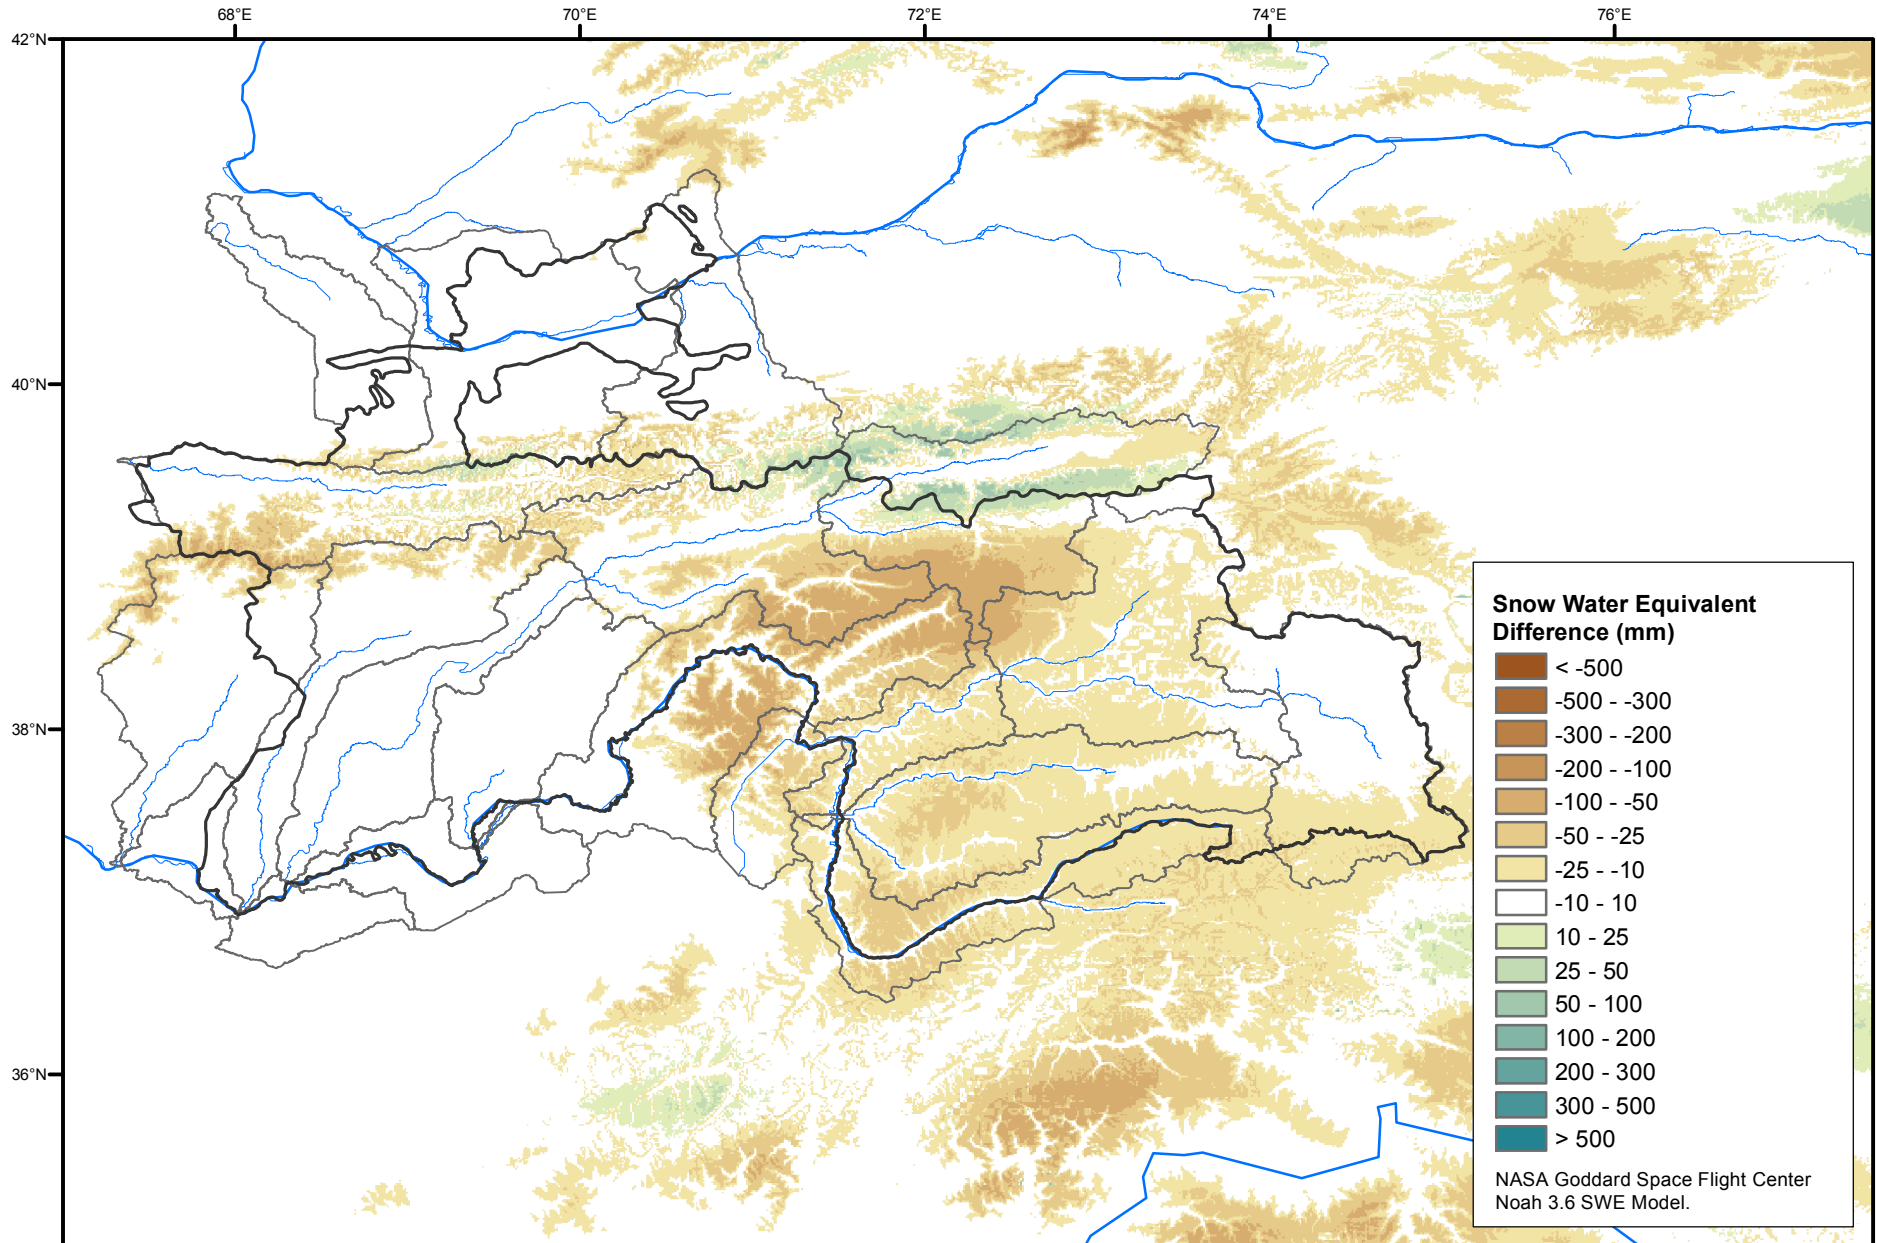 68°E
70°E
72°E
74°E
76°E
42°N
40°N
38°N
36°N
Snow Water Equivalent
Difference (mm)
< -500
-500 - -300
-300 - -200
-200 - -100
-100 - -50
-50 - -25
-25 - -10
-10 - 10
10 - 25
25 - 50
50 - 100
100 - 200
200 - 300
300 - 500
> 500
NASA Goddard Space Flight Center
Noah 3.6 SWE Model.